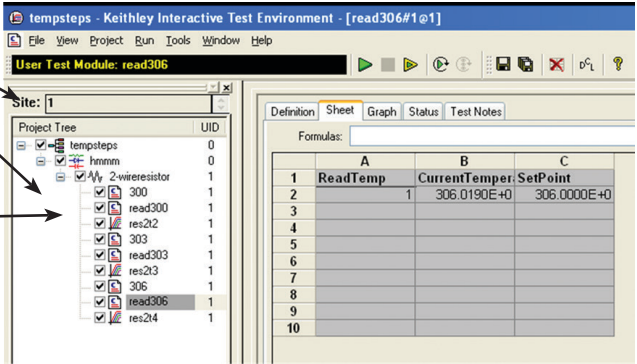 tempsteps - Keithley Interactive Test Environment - [read306#1@1]
File View Project Run Tools Window Help
User Test Module: read306
Site: 1
Project Tree UID
tempsteps 0
hmmm 0
2-wireresistor 1
300 1
read300 1
res2t2 1
303 1
read303 1
res2t3 1
306 1
read306 1
res2t4 1
Definition Sheet Graph Status Test Notes
Formulas:
A B C
1 ReadTemp CurrentTemper SetPoint
2 1 306.0190E+0 306.0000E+0
3
4
5
6
7
8
9
10